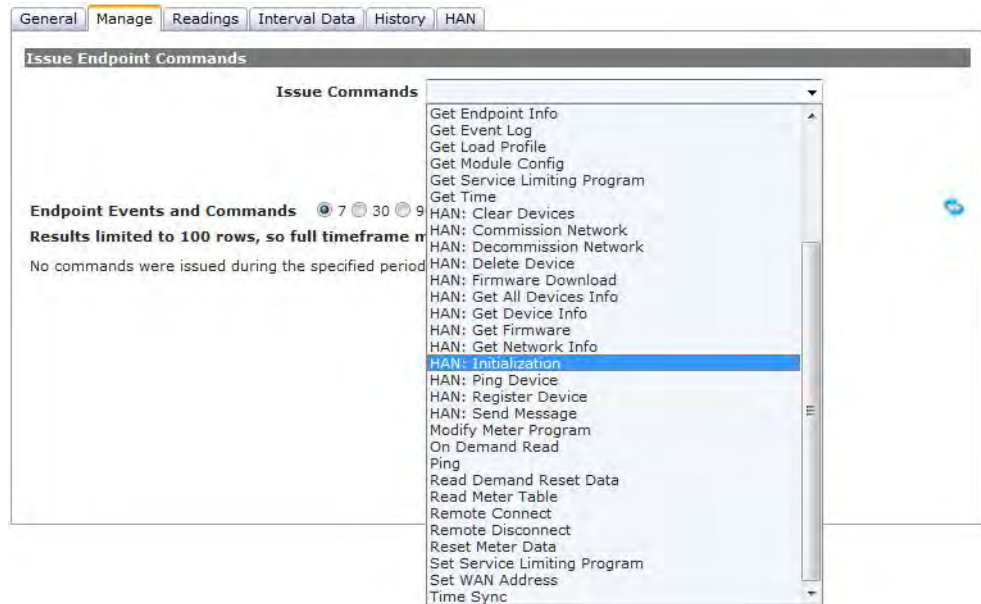 General Manage Readings Interval Data History HAN
Issue Endpoint Commands
Issue Commands
Get Endpoint Info
Get Event Log
Get Load Profile
Get Module Config
Get Service Limiting Program
Get Time
HAN: Clear Devices
HAN: Commission Network
HAN: Decommission Network
HAN: Delete Device
HAN: Firmware Download
HAN: Get All Devices Info
HAN: Get Device Info
HAN: Get Firmware
HAN: Get Network Info
HAN: Initialization
HAN: Ping Device
HAN: Register Device
HAN: Send Message
Modify Meter Program
On Demand Read
Ping
Read Demand Reset Data
Read Meter Table
Remote Connect
Remote Disconnect
Reset Meter Data
Set Service Limiting Program
Set WAN Address
Time Sync
Endpoint Events and Commands 7 30 9
Results limited to 100 rows, so full timeframe
No commands were issued during the specified period